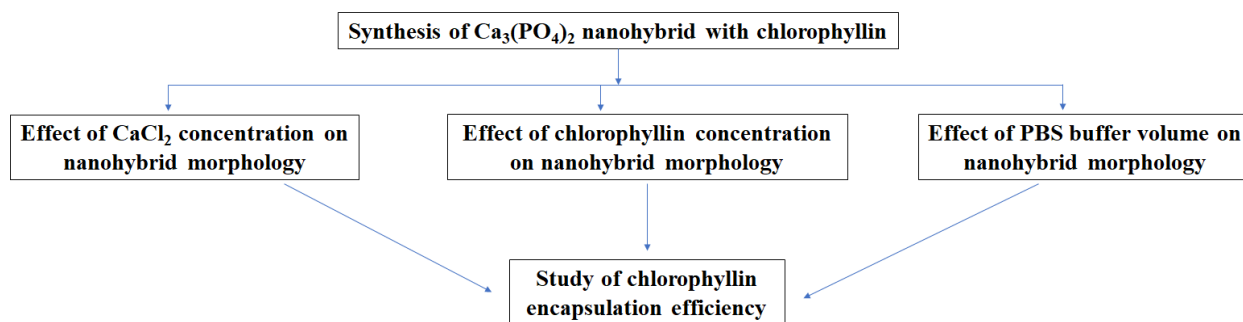 Synthesis of Ca₃(PO₄)₂ nanohybrid with chlorophyllin
Effect of CaCl₂ concentration on
nanohybrid morphology
Effect of chlorophyllin concentration
on nanohybrid morphology
Effect of PBS buffer volume on
nanohybrid morphology
Study of chlorophyllin
encapsulation efficiency